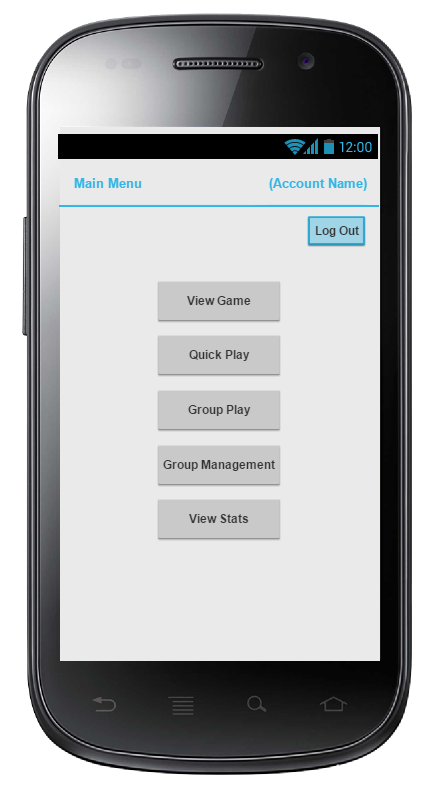 12:00
Main Menu (Account Name)
Log Out
View Game
Quick Play
Group Play
Group Management
View Stats